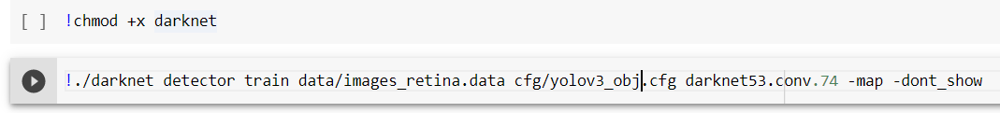 [ ] !chmod +x darknet
!./darknet detector train data/images_retina.data cfg/yolov3_obj.cfg darknet53.conv.74 -map -dont_show